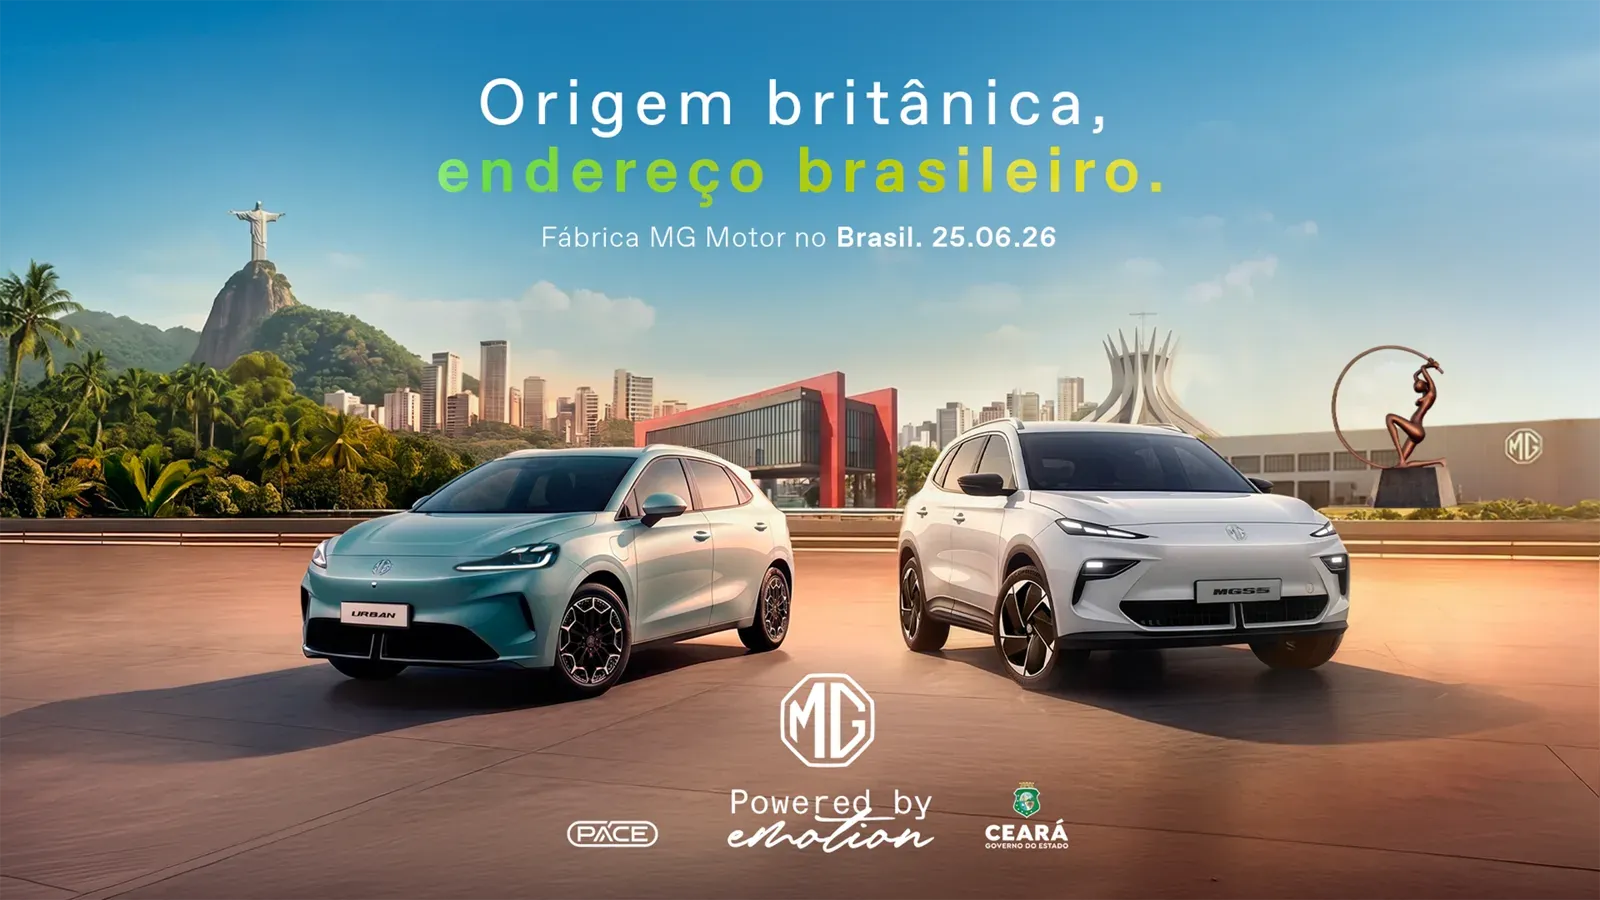 Origem britânica,
endereço brasileiro.
Fábrica MG Motor no Brasil. 25.06.26
MG
URBAN
MGS5
MG
Powered by
emotion
PACE
CEARÁ
GOVERNO DO ESTADO